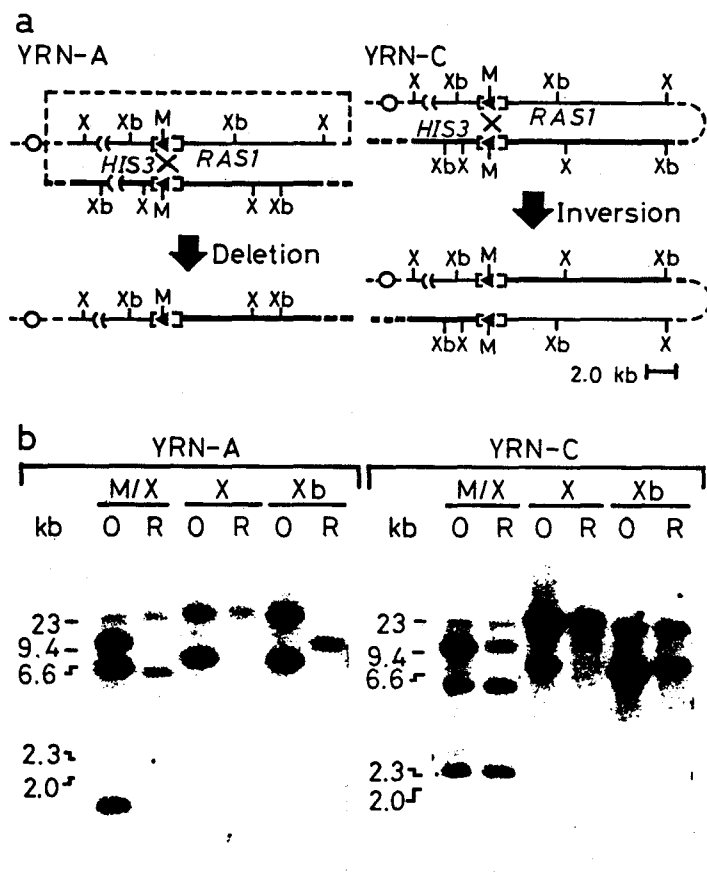 a
YRN-A
YRN-C
X Xb M Xb X
HIS3 RAS1
Xb X M X Xb
Deletion
X Xb M X Xb
X Xb M Xb X
HIS3 RAS1
Xb X M X Xb
Inversion
X Xb M X Xb
Xb X M Xb X
2.0 kb
b
YRN-A
M/X X Xb
kb O R O R O R
23
9.4
6.6
2.3
2.0
YRN-C
M/X X Xb
kb O R O R O R
23
9.4
6.6
2.3
2.0